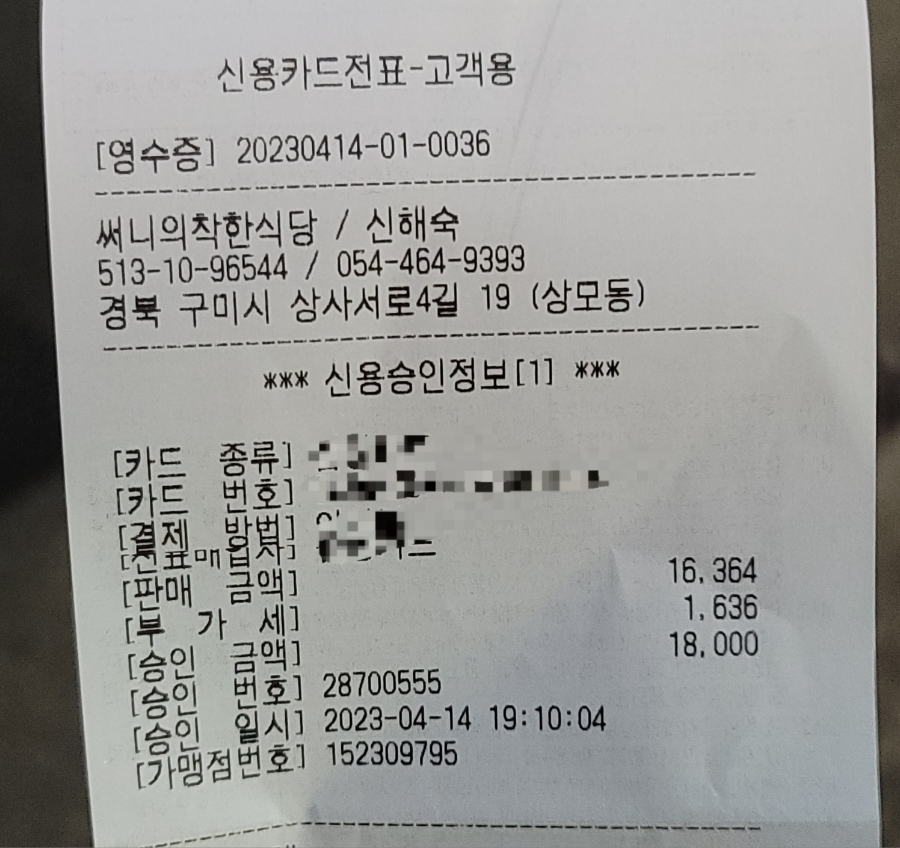 신용카드전표-고객용
[영수증] 20230414-01-0036
써니의착한식당 / 신해숙
513-10-96544 / 054-464-9393
경북 구미시 상사서로4길 19 (상모동)
*** 신용승인정보[1] ***
[카드 종류]
[카드 번호]
[결제 방법]
[전표매입사]
[판매 금액] 16,364
[부 가 세] 1,636
[승인 금액] 18,000
[승인 번호] 28700555
[승인 일시] 2023-04-14 19:10:04
[가맹점번호] 152309795